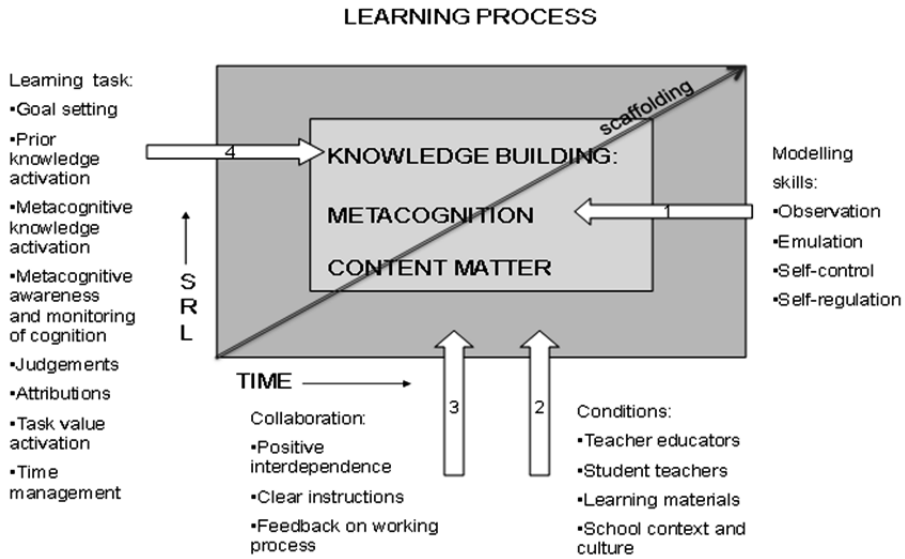 LEARNING PROCESS
Learning task:
•Goal setting
•Prior
knowledge
activation
•Metacognitive
knowledge
activation
•Metacognitive
awareness
and monitoring
of cognition
•Judgements
•Attributions
•Task value
activation
•Time
management
4
scaffolding
KNOWLEDGE BUILDING:
METACOGNITION
CONTENT MATTER
1
Modelling
skills:
•Observation
•Emulation
•Self-control
•Self-regulation
S
R
L
TIME
3
2
Collaboration:
•Positive
interdependence
•Clear instructions
•Feedback on working
process
Conditions:
•Teacher educators
•Student teachers
•Learning materials
•School context and
culture